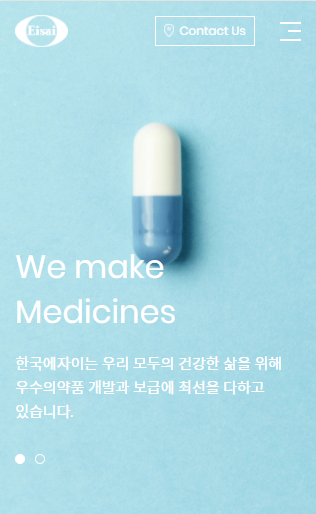 Eisai
Contact Us
We make
Medicines
한국에자이는 우리 모두의 건강한 삶을 위해
우수의약품 개발과 보급에 최선을 다하고
있습니다.